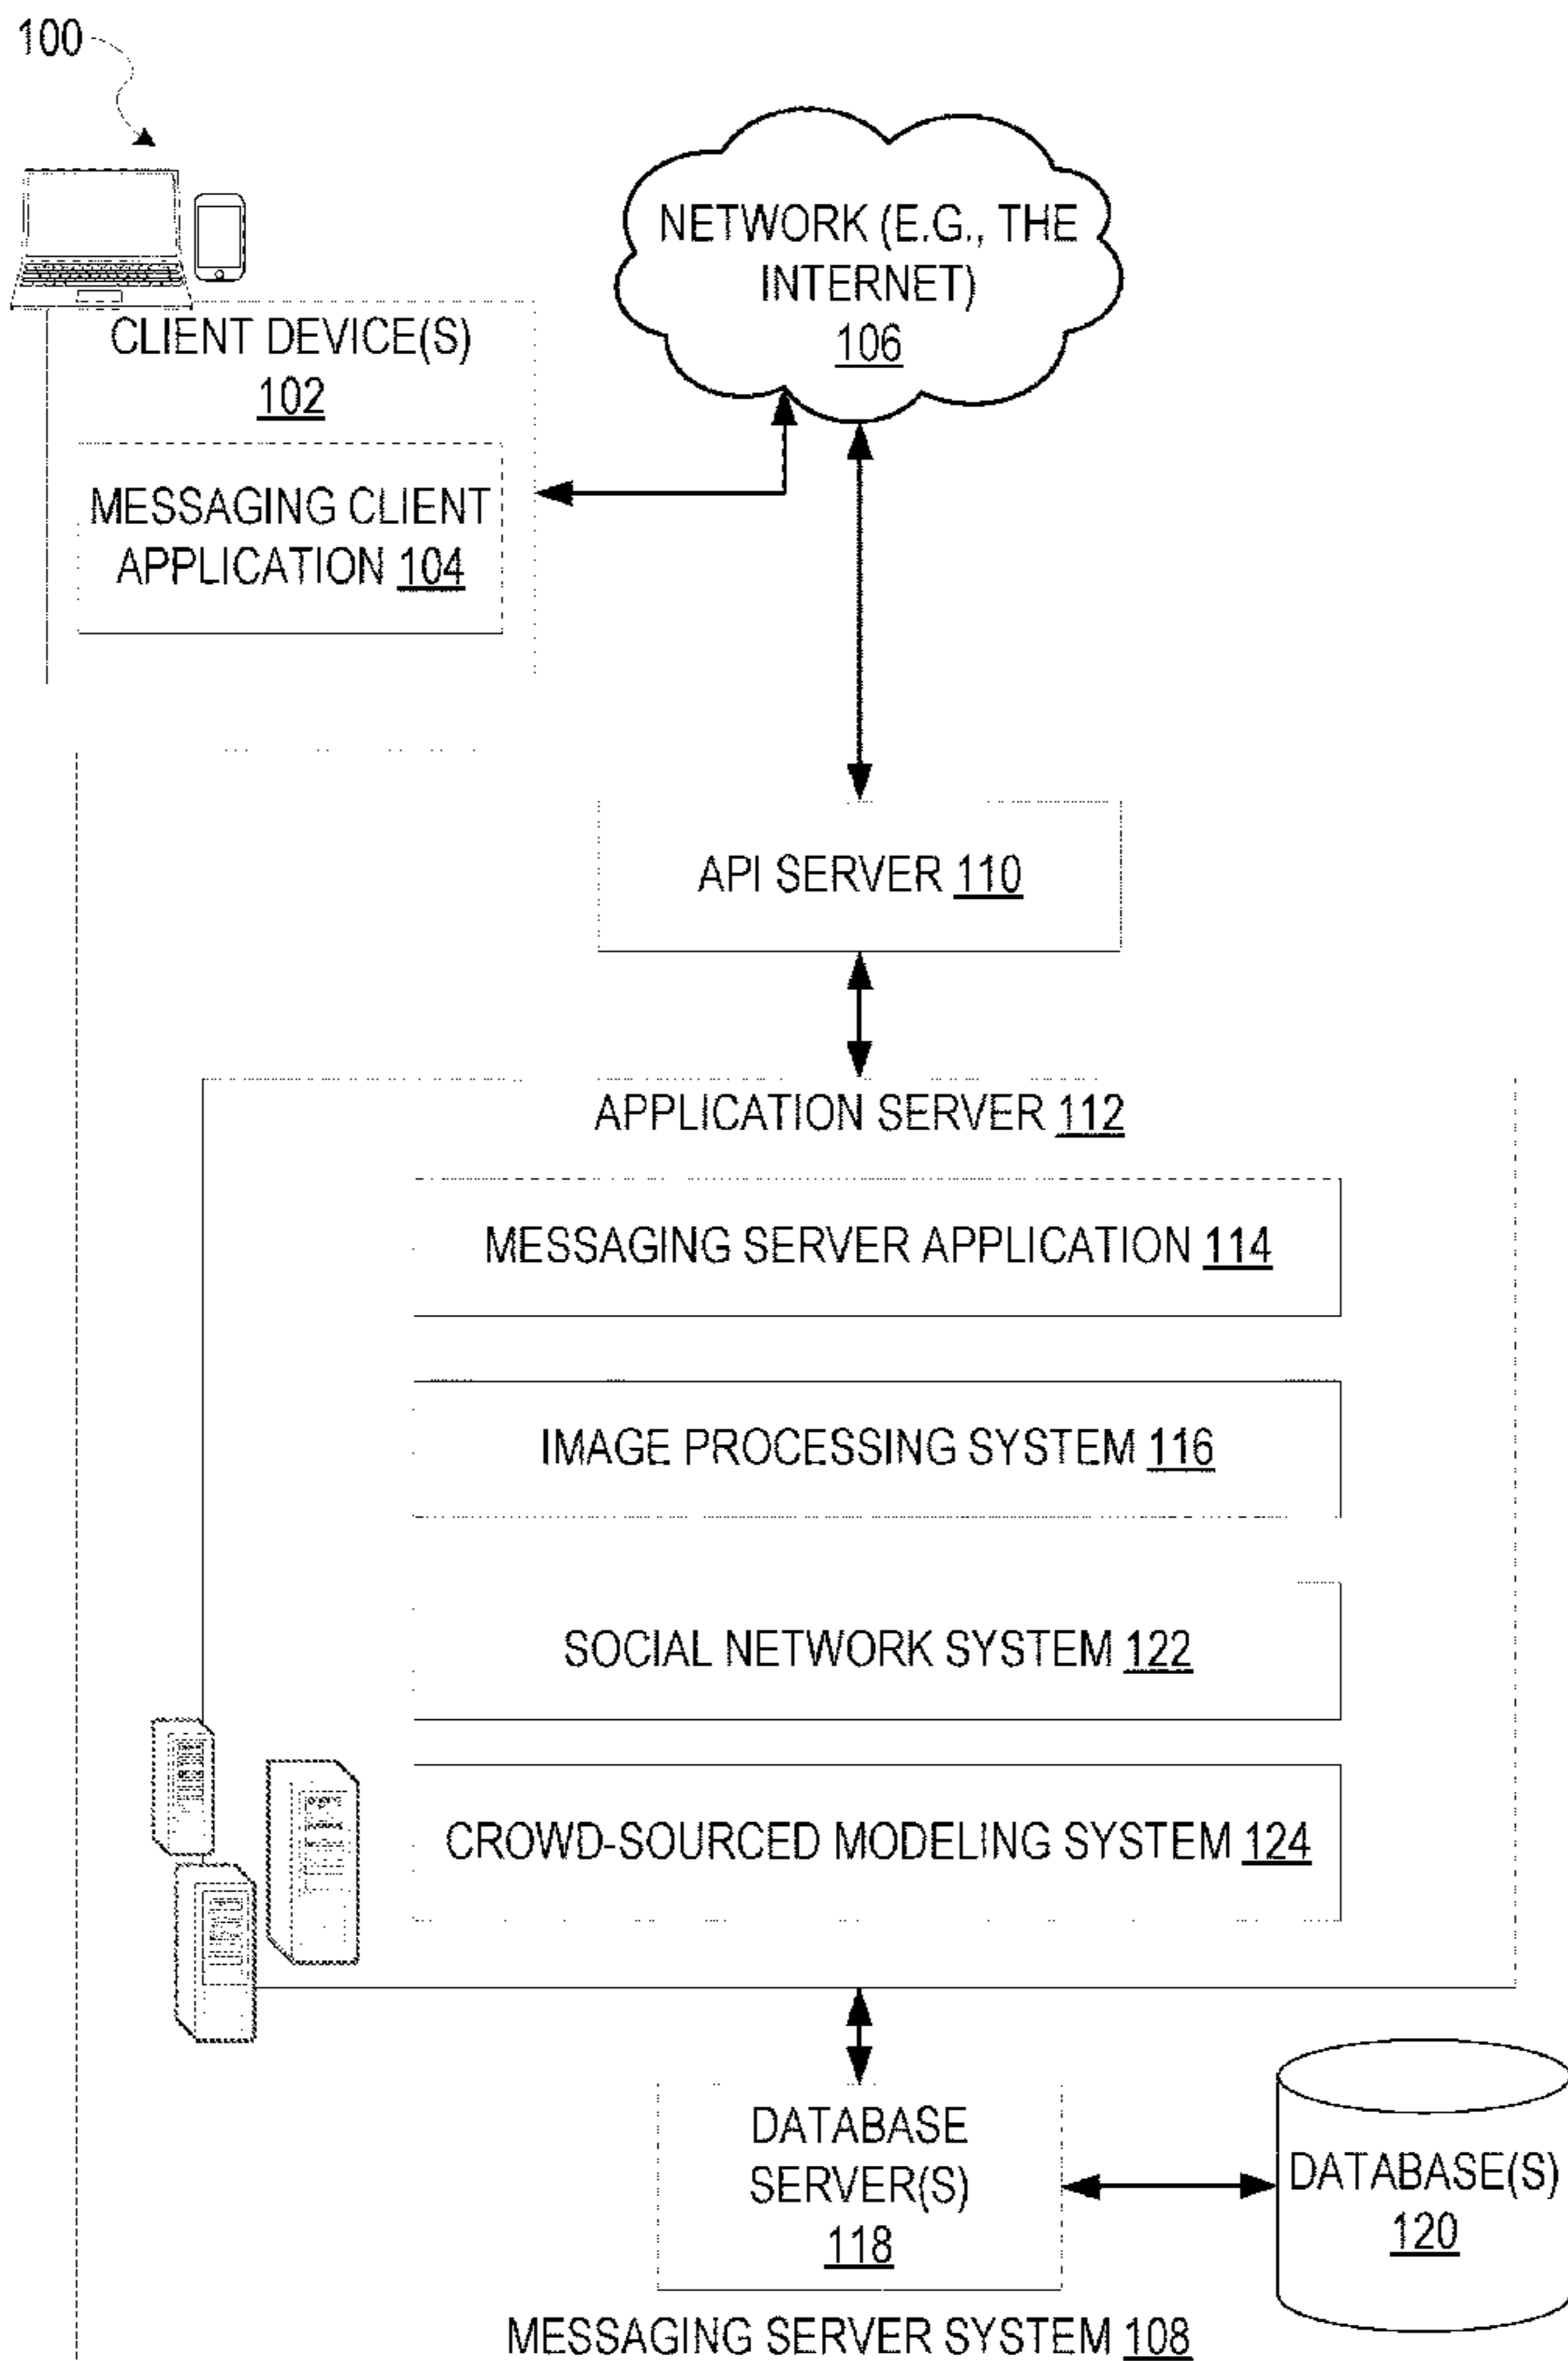 100
NETWORK (E.G., THE
INTERNET)
106
CLIENT DEVICE(S)
102
MESSAGING CLIENT
APPLICATION 104
API SERVER 110
APPLICATION SERVER 112
MESSAGING SERVER APPLICATION 114
IMAGE PROCESSING SYSTEM 116
SOCIAL NETWORK SYSTEM 122
CROWD-SOURCED MODELING SYSTEM 124
DATABASE
SERVER(S)
118
DATABASE(S)
120
MESSAGING SERVER SYSTEM 108